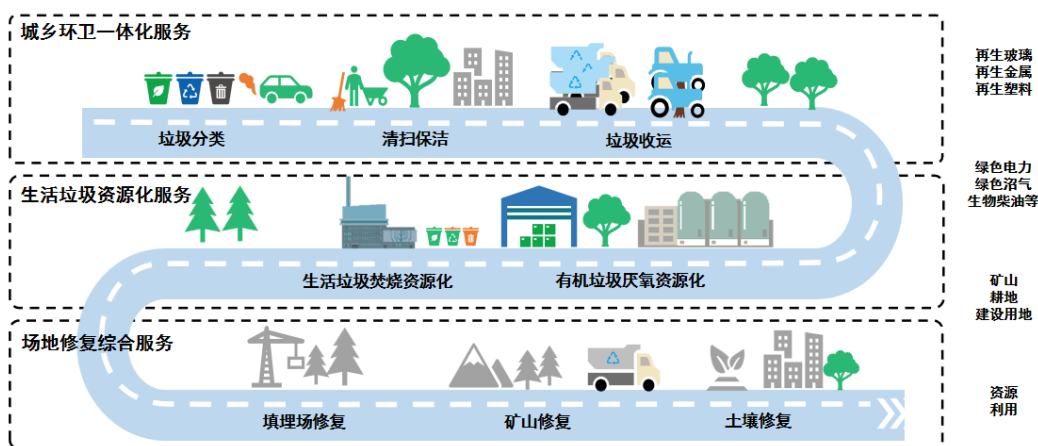 城乡环卫一体化服务
垃圾分类
清扫保洁
垃圾收运
再生玻璃
再生金属
再生塑料
生活垃圾资源化服务
生活垃圾焚烧资源化
有机垃圾厌氧资源化
绿色电力
绿色沼气
生物柴油等
场地修复综合服务
填埋场修复
矿山修复
土壤修复
矿山
耕地
建设用地
资源
利用